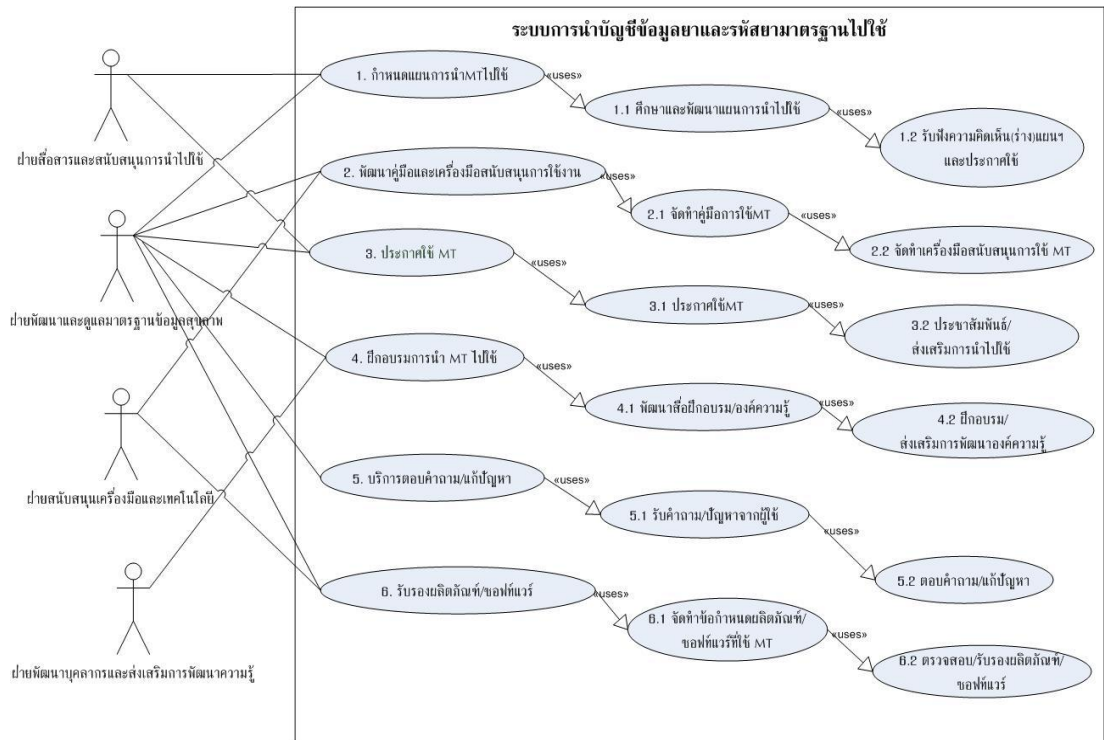 ระบบการนำบัญชีข้อมูลยาและรหัสยามาตรฐานไปใช้
ฝ่ายสื่อสารและสนับสนุนการนำไปใช้
ฝ่ายพัฒนาและดูแลมาตรฐานข้อมูลสุขภาพ
ฝ่ายสนับสนุนเครื่องมือและเทคโนโลยี
ฝ่ายพัฒนาบุคลากรและส่งเสริมการพัฒนาความรู้
1. กำหนดแผนการนำMTไปใช้
«uses»
1.1 ศึกษาและพัฒนาแผนการนำไปใช้
«uses»
1.2 รับฟังความคิดเห็น(ร่าง)แผนฯ
และประกาศใช้
2. พัฒนาคู่มือและเครื่องมือสนับสนุนการใช้งาน
«uses»
2.1 จัดทำคู่มือการใช้MT
«uses»
2.2 จัดทำเครื่องมือสนับสนุนการใช้ MT
3. ประกาศใช้ MT
«uses»
3.1 ประกาศใช้MT
«uses»
3.2 ประชาสัมพันธ์/
ส่งเสริมการนำไปใช้
4. ฝึกอบรมการนำ MT ไปใช้
«uses»
4.1 พัฒนาสื่อฝึกอบรม/องค์ความรู้
«uses»
4.2 ฝึกอบรม/
ส่งเสริมการพัฒนาองค์ความรู้
5. บริการตอบคำถาม/แก้ปัญหา
«uses»
5.1 รับคำถาม/ปัญหาจากผู้ใช้
«uses»
5.2 ตอบคำถาม/แก้ปัญหา
6. รับรองผลิตภัณฑ์/ซอฟท์แวร์
«uses»
6.1 จัดทำข้อกำหนดผลิตภัณฑ์/
ซอฟท์แวร์ที่ใช้ MT
«uses»
6.2 ตรวจสอบ/รับรองผลิตภัณฑ์/
ซอฟท์แวร์